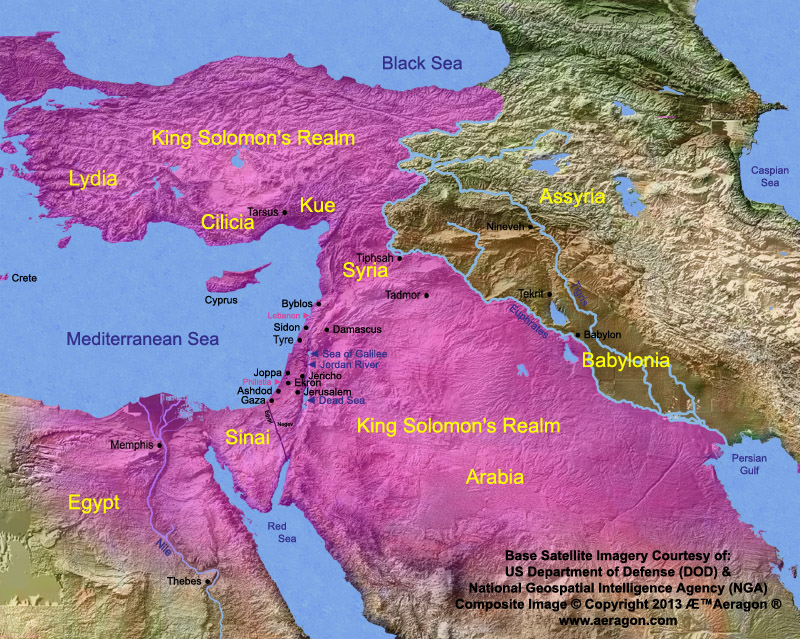 Black Sea
King Solomon's Realm
Caspian
Sea
Lydia
Assyria
Kue
Tarsus
Cilicia
Nineveh
Tiphsah
Syria
Crete
Cyprus
Tadmor
Tekrit
Tigris
Byblos
Lebanon
Euphrates
Sidon
Damascus
Mediterranean Sea
Tyre
Babylon
Sea of Galilee
Babylonia
Jordan River
Joppa
Jericho
Philistia
Ekron
Ashdod
Jerusalem
Gaza
Dead Sea
Negev
King Solomon's Realm
Sinai
Memphis
Persian
Gulf
Arabia
Egypt
Red
Sea
Nile
Thebes
Base Satellite Imagery Courtesy of:
US Department of Defense (DOD) &
National Geospatial Intelligence Agency (NGA)
Composite Image © Copyright 2013 Æ™Aeragon ®
www.aeragon.com